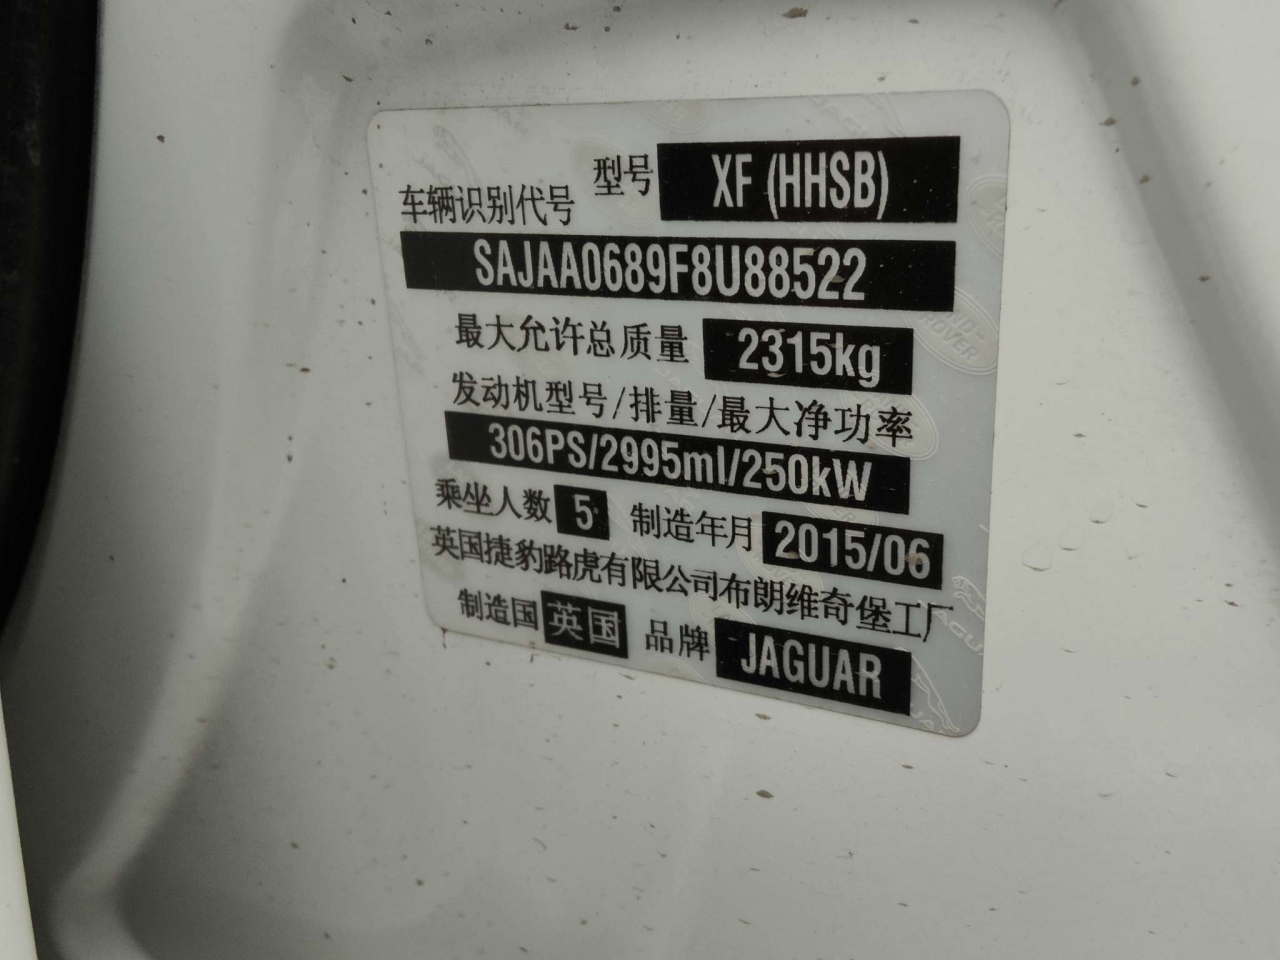 型号 XF (HHSB)
车辆识别代号
SAJAA0689F8U88522
最大允许总质量 2315kg
发动机型号/排量/最大净功率
306PS/2995ml/250kW
乘坐人数 5 制造年月 2015/06
英国捷豹路虎有限公司布朗维奇堡工厂
制造国 英国 品牌 JAGUAR